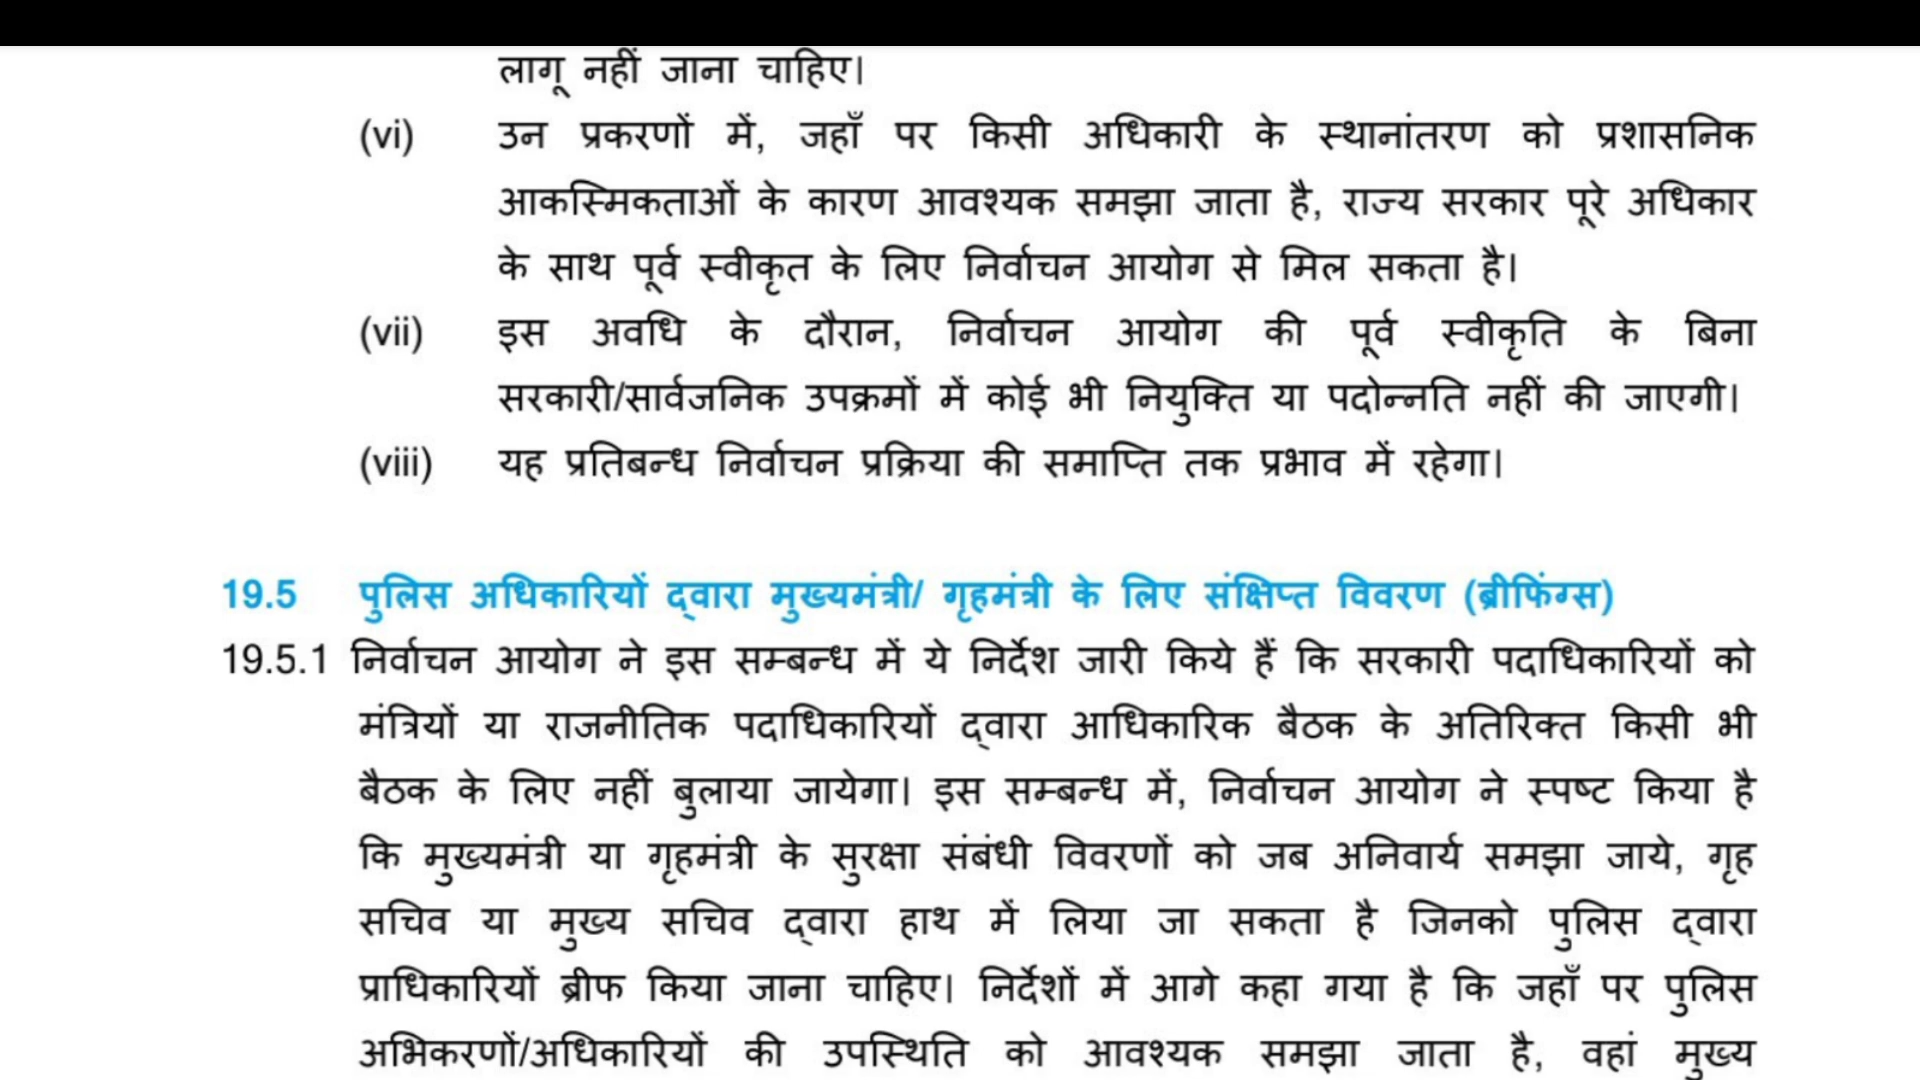 लागू नहीं जाना चाहिए।
(vi) उन प्रकरणों में, जहाँ पर किसी अधिकारी के स्थानांतरण को प्रशासनिक
आकस्मिकताओं के कारण आवश्यक समझा जाता है, राज्य सरकार पूरे अधिकार
के साथ पूर्व स्वीकृत के लिए निर्वाचन आयोग से मिल सकता है।
(vii) इस अवधि के दौरान, निर्वाचन आयोग की पूर्व स्वीकृति के बिना
सरकारी/सार्वजनिक उपक्रमों में कोई भी नियुक्ति या पदोन्नति नहीं की जाएगी।
(viii) यह प्रतिबन्ध निर्वाचन प्रक्रिया की समाप्ति तक प्रभाव में रहेगा।
19.5 पुलिस अधिकारियों द्वारा मुख्यमंत्री/ गृहमंत्री के लिए संक्षिप्त विवरण (ब्रीफिंग्स)
19.5.1 निर्वाचन आयोग ने इस सम्बन्ध में ये निर्देश जारी किये हैं कि सरकारी पदाधिकारियों को
मंत्रियों या राजनीतिक पदाधिकारियों द्वारा आधिकारिक बैठक के अतिरिक्त किसी भी
बैठक के लिए नहीं बुलाया जायेगा। इस सम्बन्ध में, निर्वाचन आयोग ने स्पष्ट किया है
कि मुख्यमंत्री या गृहमंत्री के सुरक्षा संबंधी विवरणों को जब अनिवार्य समझा जाये, गृह
सचिव या मुख्य सचिव द्वारा हाथ में लिया जा सकता है जिनको पुलिस द्वारा
प्राधिकारियों ब्रीफ किया जाना चाहिए। निर्देशों में आगे कहा गया है कि जहाँ पर पुलिस
अभिकरणों/अधिकारियों की उपस्थिति को आवश्यक समझा जाता है, वहां मुख्य